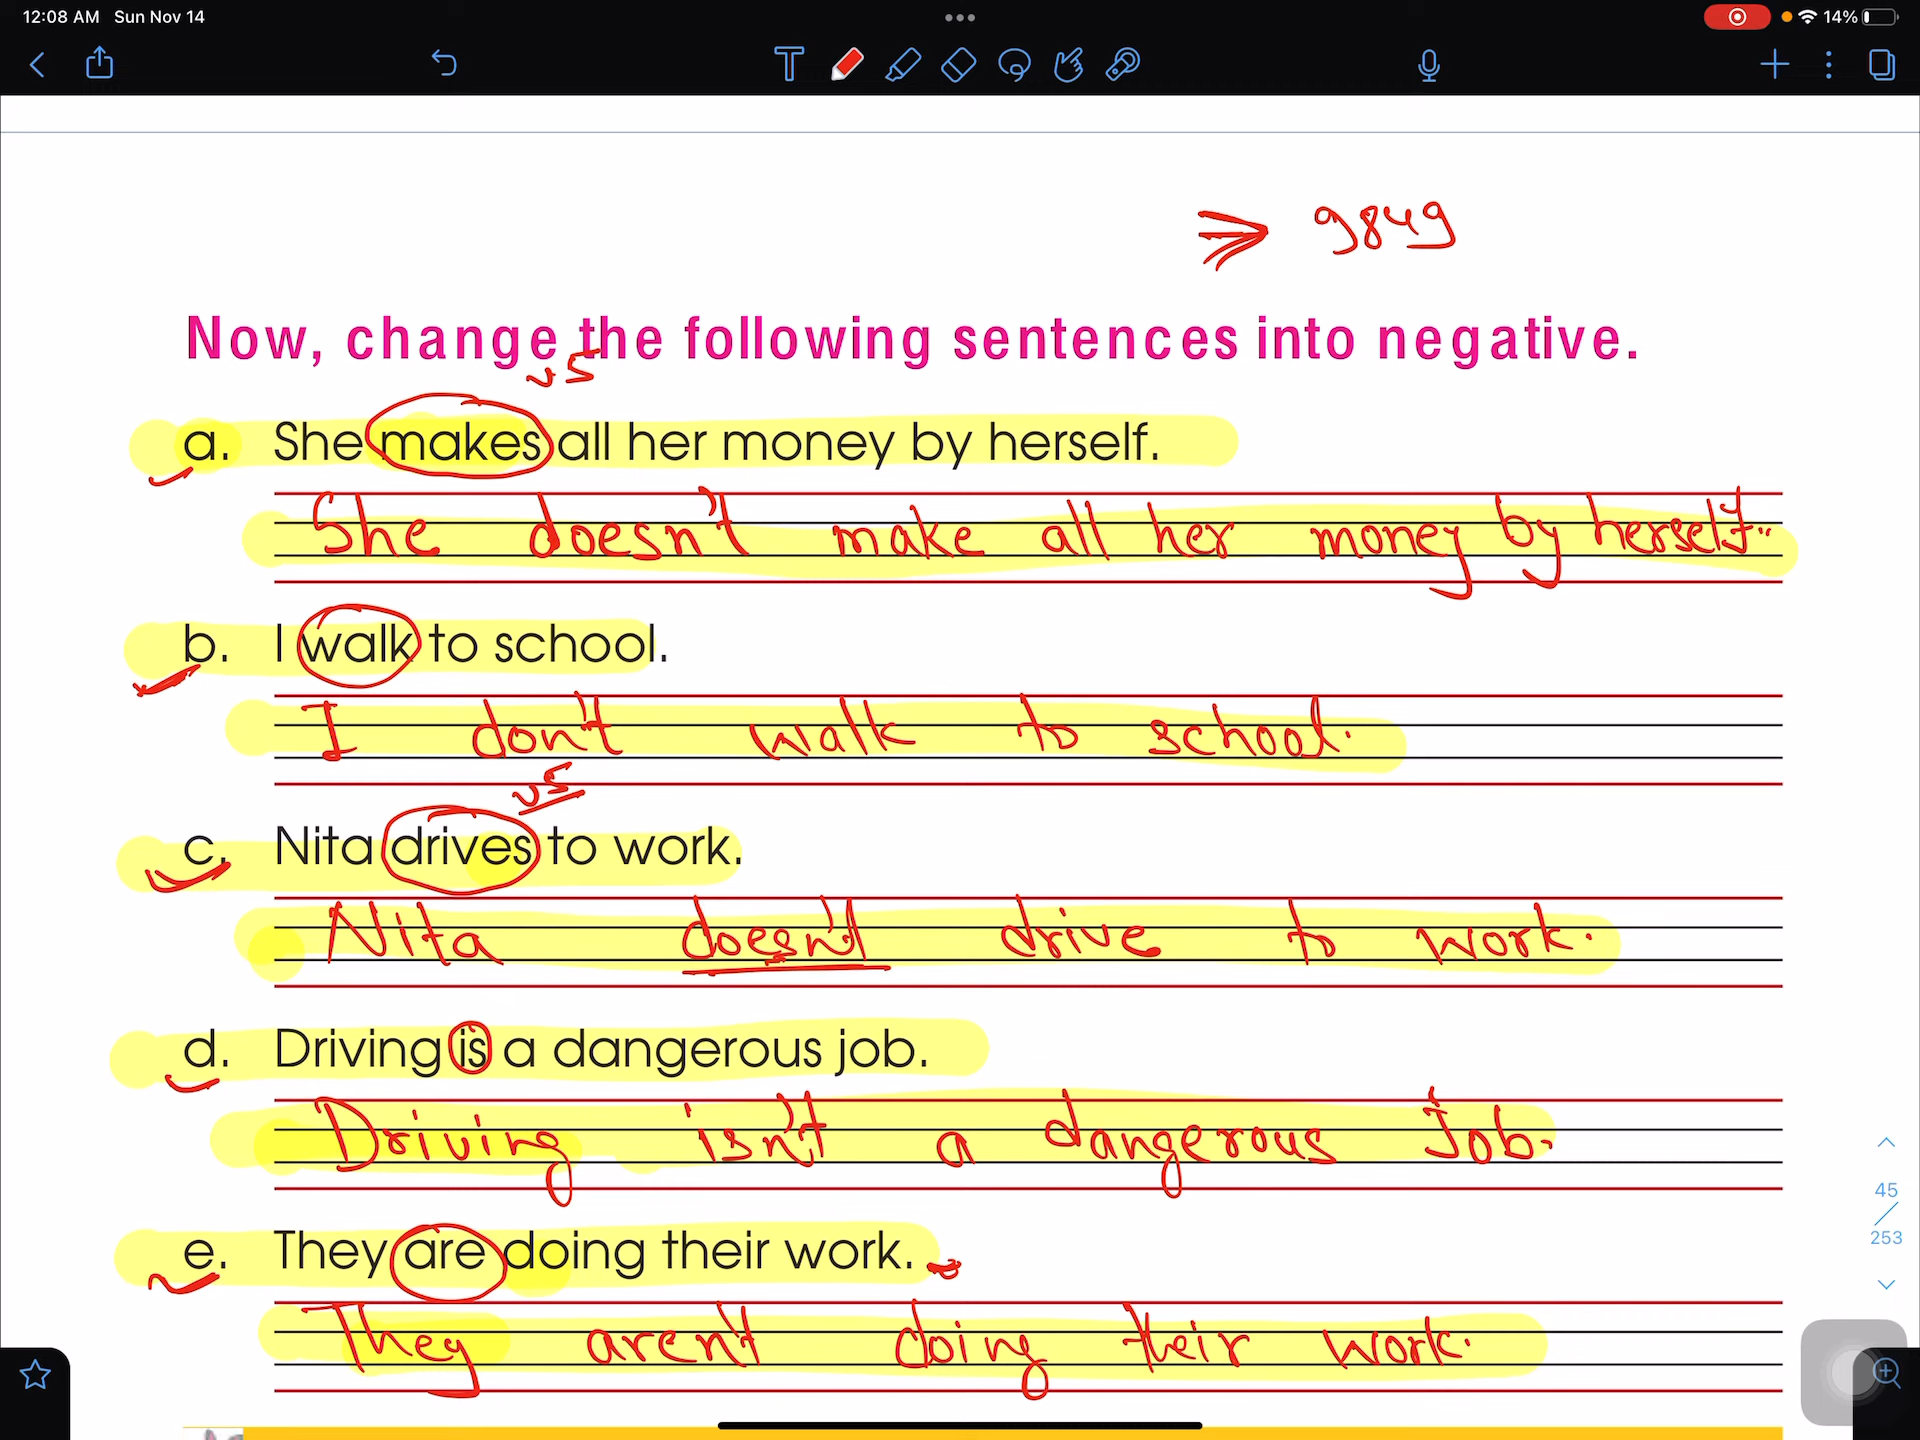 12:08 AM Sun Nov 14
14%
9849
Now, change the following sentences into negative.
v5
a. She makes all her money by herself.
She doesn't make all her money by herself.
b. I walk to school.
I don't walk to school.
v5
c. Nita drives to work.
Nita doesn't drive to work.
d. Driving is a dangerous job.
Driving isn't a dangerous Job.
45
253
e. They are doing their work.
They aren't doing their work.